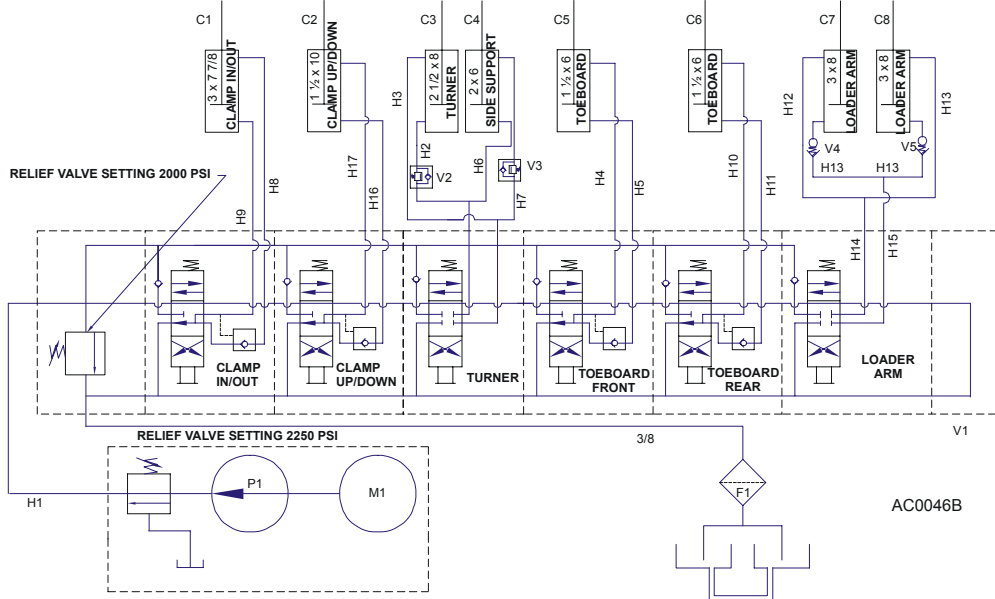 C1
C2
C3
C4
C5
C6
C7
C8
3 x 7 7/8
CLAMP IN/OUT
1 ½ x 10
CLAMP UP/DOWN
2 1/2 x 8
TURNER
2 x 6
SIDE SUPPORT
1 ½ x 6
TOEBOARD
1 ½ x 6
TOEBOARD
3 x 8
LOADER ARM
3 x 8
LOADER ARM
H3
H12
H13
V4
V5
H2
H6
V2
V3
H13
H13
H17
H16
H7
H4
H5
H10
H11
RELIEF VALVE SETTING 2000 PSI
H9
H8
H14
H15
CLAMP
IN/OUT
CLAMP
UP/DOWN
TURNER
TOEBOARD
FRONT
TOEBOARD
REAR
LOADER
ARM
RELIEF VALVE SETTING 2250 PSI
3/8
V1
H1
P1
M1
F1
AC0046B